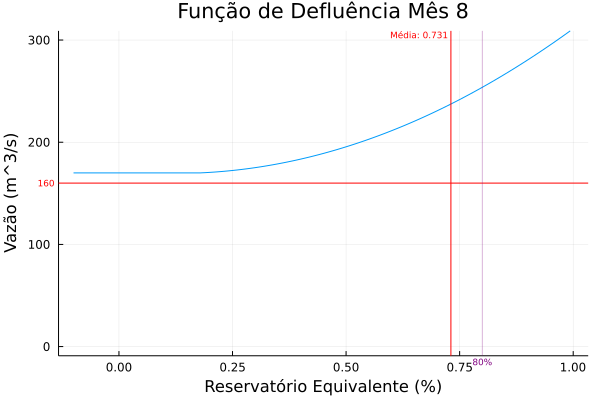 Função de Defluência Mês 8
Média: 0.731
300
200
160
100
0
Vazão (m^3/s)
0.00
0.25
0.50
0.75
80%
1.00
Reservatório Equivalente (%)